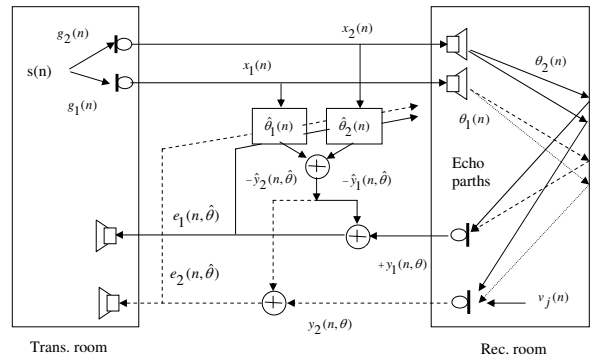 g₂(n)
x₂(n)
s(n)
x₁(n)
θ₂(n)
g₁(n)
θ̂₁(n)
θ̂₂(n)
θ₁(n)
Echo
parths
−ŷ₂(n,θ̂)
−ŷ₁(n,θ̂)
e₁(n,θ̂)
+y₁(n,θ)
e₂(n,θ̂)
y₂(n,θ)
vⱼ(n)
Trans. room
Rec. room